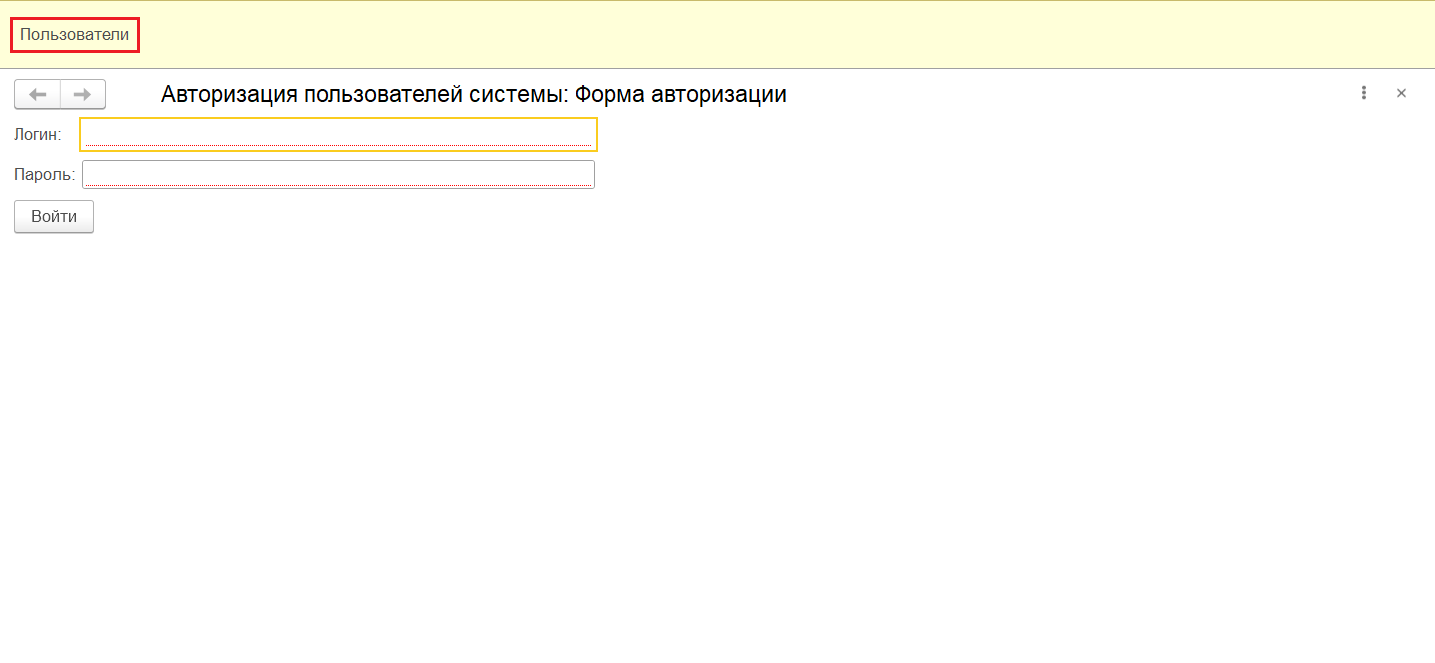 Пользователи
Авторизация пользователей системы: Форма авторизации
Логин:
Пароль:
Войти